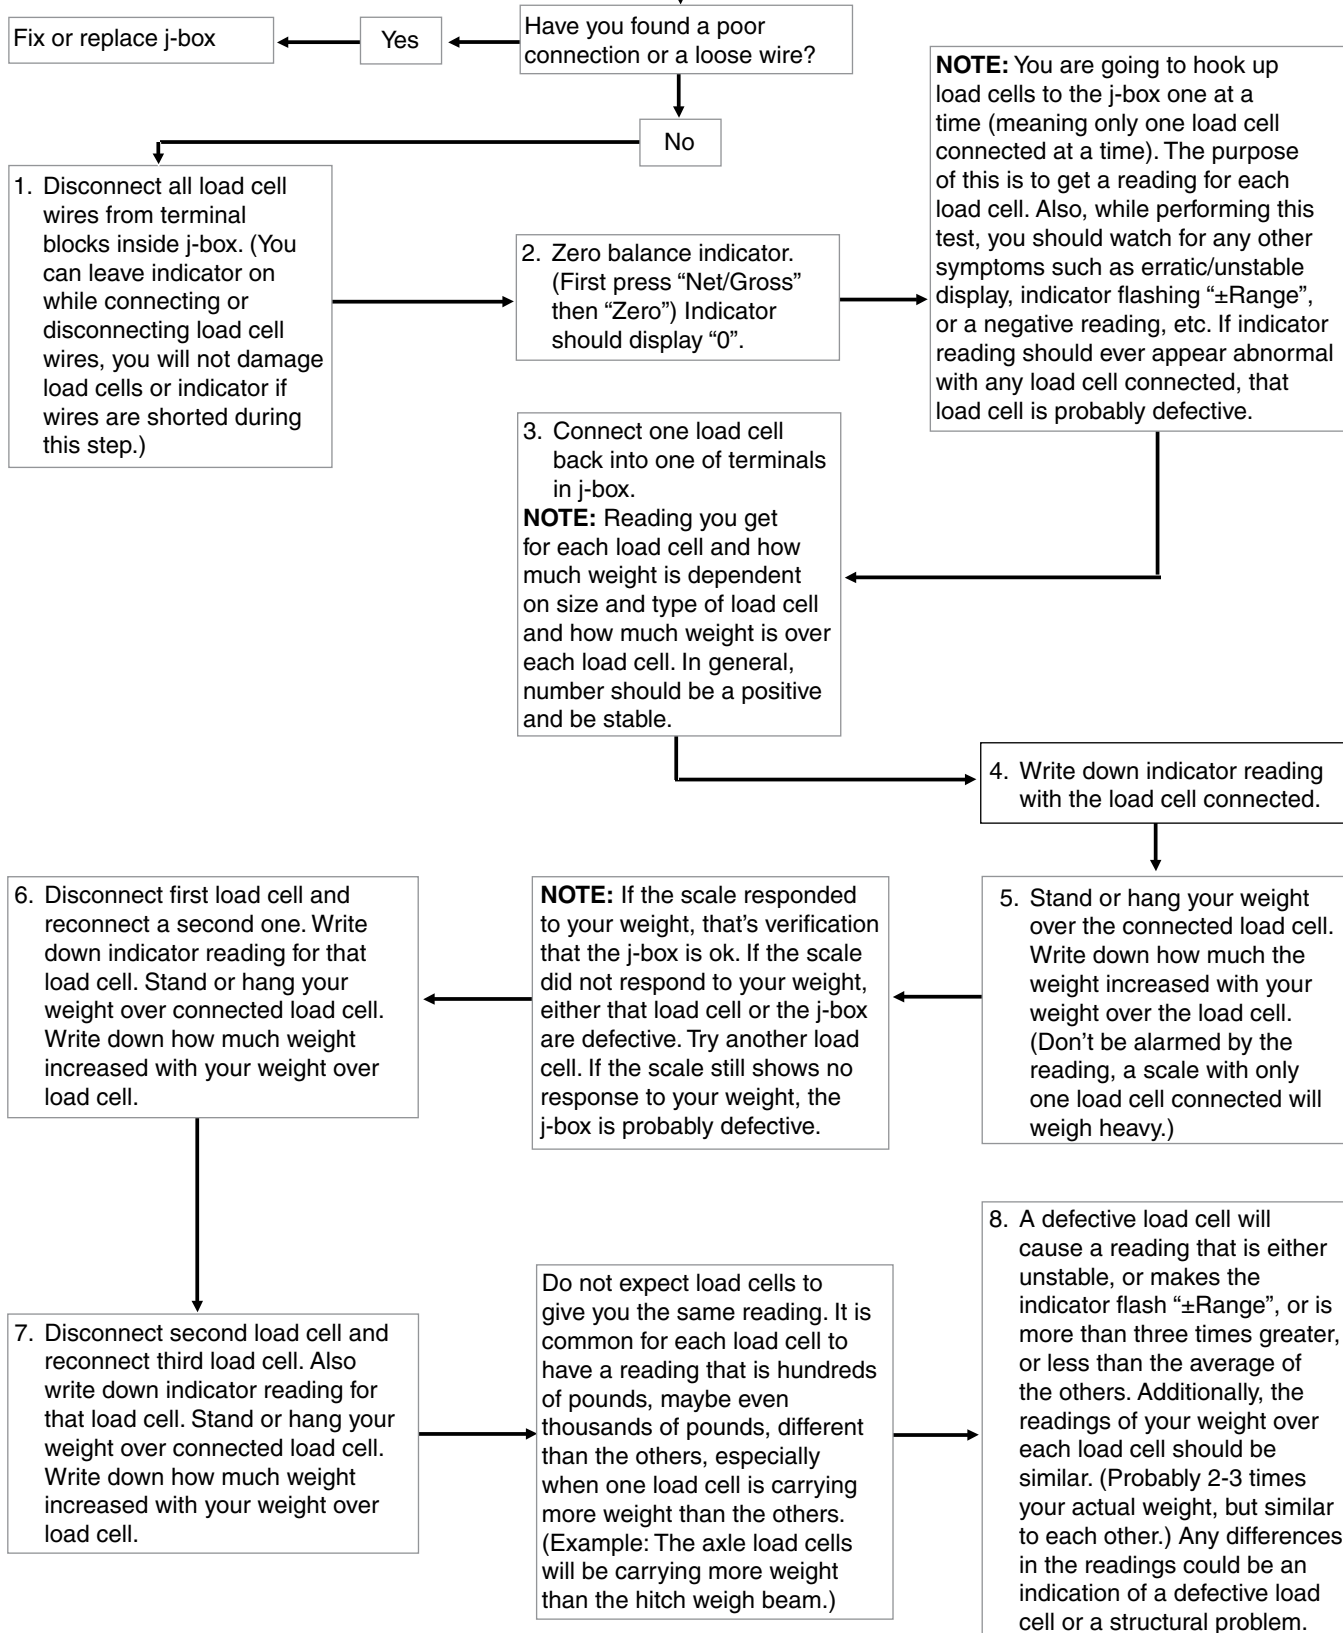 Have you found a poor
connection or a loose wire?
Yes
Fix or replace j-box
No
1. Disconnect all load cell
wires from terminal
blocks inside j-box. (You
can leave indicator on
while connecting or
disconnecting load cell
wires, you will not damage
load cells or indicator if
wires are shorted during
this step.)
2. Zero balance indicator.
(First press “Net/Gross”
then “Zero”) Indicator
should display “0”.
NOTE: You are going to hook up
load cells to the j-box one at a
time (meaning only one load cell
connected at a time). The purpose
of this is to get a reading for each
load cell. Also, while performing this
test, you should watch for any other
symptoms such as erratic/unstable
display, indicator flashing “±Range”,
or a negative reading, etc. If indicator
reading should ever appear abnormal
with any load cell connected, that
load cell is probably defective.
3. Connect one load cell
back into one of terminals
in j-box.
NOTE: Reading you get
for each load cell and how
much weight is dependent
on size and type of load cell
and how much weight is over
each load cell. In general,
number should be a positive
and be stable.
4. Write down indicator reading
with the load cell connected.
5. Stand or hang your weight
over the connected load cell.
Write down how much the
weight increased with your
weight over the load cell.
(Don’t be alarmed by the
reading, a scale with only
one load cell connected will
weigh heavy.)
NOTE: If the scale responded
to your weight, that’s verification
that the j-box is ok. If the scale
did not respond to your weight,
either that load cell or the j-box
are defective. Try another load
cell. If the scale still shows no
response to your weight, the
j-box is probably defective.
6. Disconnect first load cell and
reconnect a second one. Write
down indicator reading for that
load cell. Stand or hang your
weight over connected load cell.
Write down how much weight
increased with your weight over
load cell.
7. Disconnect second load cell and
reconnect third load cell. Also
write down indicator reading for
that load cell. Stand or hang your
weight over connected load cell.
Write down how much weight
increased with your weight over
load cell.
Do not expect load cells to
give you the same reading. It is
common for each load cell to
have a reading that is hundreds
of pounds, maybe even
thousands of pounds, different
than the others, especially
when one load cell is carrying
more weight than the others.
(Example: The axle load cells
will be carrying more weight
than the hitch weigh beam.)
8. A defective load cell will
cause a reading that is either
unstable, or makes the
indicator flash “±Range”, or is
more than three times greater,
or less than the average of
the others. Additionally, the
readings of your weight over
each load cell should be
similar. (Probably 2-3 times
your actual weight, but similar
to each other.) Any differences
in the readings could be an
indication of a defective load
cell or a structural problem.